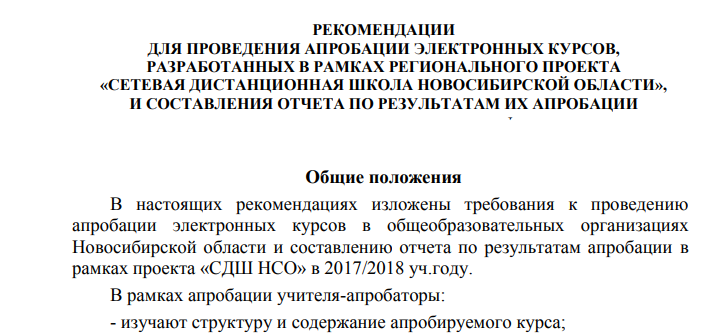 РЕКОМЕНДАЦИИ
ДЛЯ ПРОВЕДЕНИЯ АПРОБАЦИИ ЭЛЕКТРОННЫХ КУРСОВ,
РАЗРАБОТАННЫХ В РАМКАХ РЕГИОНАЛЬНОГО ПРОЕКТА
«СЕТЕВАЯ ДИСТАНЦИОННАЯ ШКОЛА НОВОСИБИРСКОЙ ОБЛАСТИ»,
И СОСТАВЛЕНИЯ ОТЧЕТА ПО РЕЗУЛЬТАТАМ ИХ АПРОБАЦИИ
Общие положения
В настоящих рекомендациях изложены требования к проведению
апробации электронных курсов в общеобразовательных организациях
Новосибирской области и составлению отчета по результатам апробации в
рамках проекта «СДШ НСО» в 2017/2018 уч.году.
В рамках апробации учителя-апробаторы:
- изучают структуру и содержание апробируемого курса;